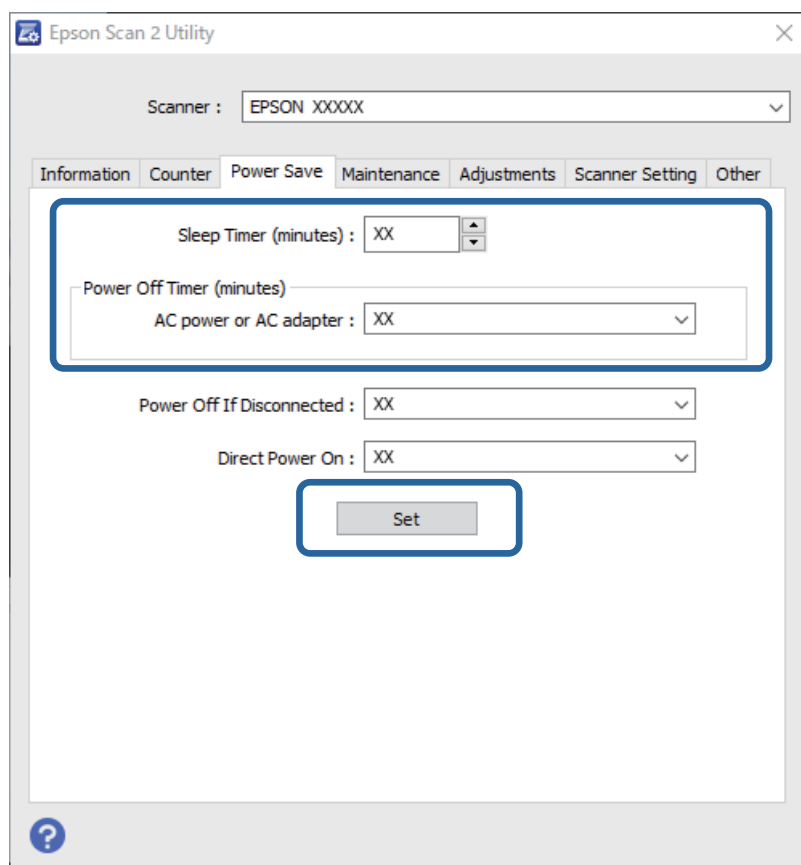 Epson Scan 2 Utility
Scanner : EPSON XXXXX
Information Counter Power Save Maintenance Adjustments Scanner Setting Other
Sleep Timer (minutes) : XX
Power Off Timer (minutes)
AC power or AC adapter : XX
Power Off If Disconnected : XX
Direct Power On : XX
Set
?